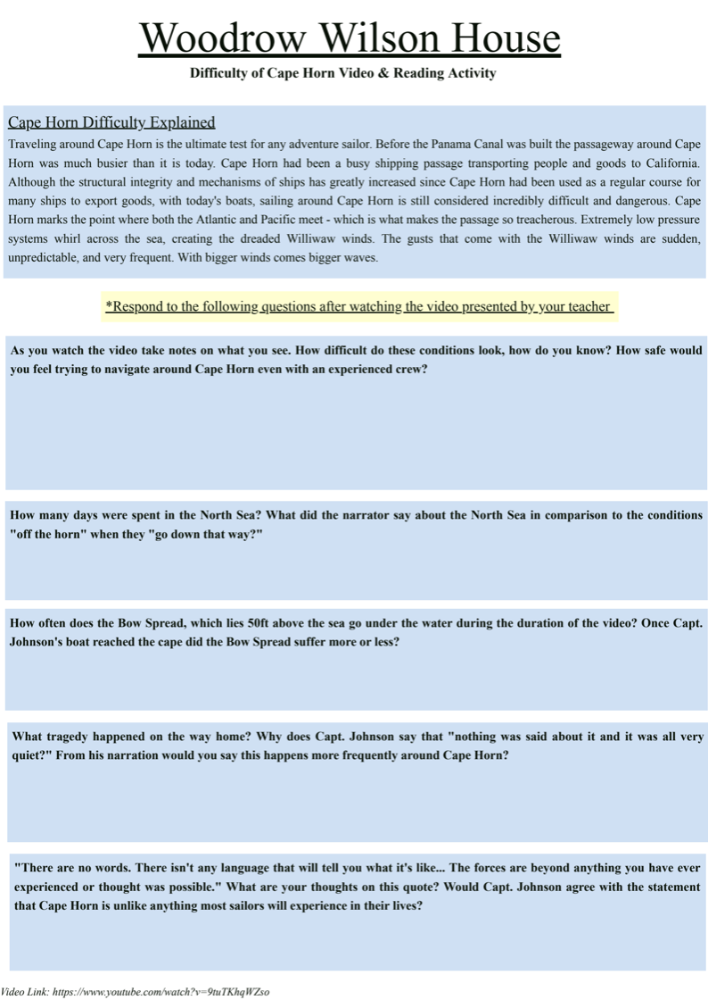 Woodrow Wilson House
Difficulty of Cape Horn Video & Reading Activity
Cape Horn Difficulty Explained
Traveling around Cape Horn is the ultimate test for any adventure sailor. Before the Panama Canal was built the passageway around Cape
Horn was much busier than it is today. Cape Horn had been a busy shipping passage transporting people and goods to California.
Although the structural integrity and mechanisms of ships has greatly increased since Cape Horn had been used as a regular course for
many ships to export goods, with today's boats, sailing around Cape Horn is still considered incredibly difficult and dangerous. Cape
Horn marks the point where both the Atlantic and Pacific meet - which is what makes the passage so treacherous. Extremely low pressure
systems whirl across the sea, creating the dreaded Williwaw winds. The gusts that come with the Williwaw winds are sudden,
unpredictable, and very frequent. With bigger winds comes bigger waves.
*Respond to the following questions after watching the video presented by your teacher
As you watch the video take notes on what you see. How difficult do these conditions look, how do you know? How safe would
you feel trying to navigate around Cape Horn even with an experienced crew?
How many days were spent in the North Sea? What did the narrator say about the North Sea in comparison to the conditions
"off the horn" when they "go down that way?"
How often does the Bow Spread, which lies 50ft above the sea go under the water during the duration of the video? Once Capt.
Johnson's boat reached the cape did the Bow Spread suffer more or less?
What tragedy happened on the way home? Why does Capt. Johnson say that "nothing was said about it and it was all very
quiet?" From his narration would you say this happens more frequently around Cape Horn?
"There are no words. There isn't any language that will tell you what it's like... The forces are beyond anything you have ever
experienced or thought was possible." What are your thoughts on this quote? Would Capt. Johnson agree with the statement
that Cape Horn is unlike anything most sailors will experience in their lives?
Video Link: https://www.youtube.com/watch?v=9tuTKhqWZso